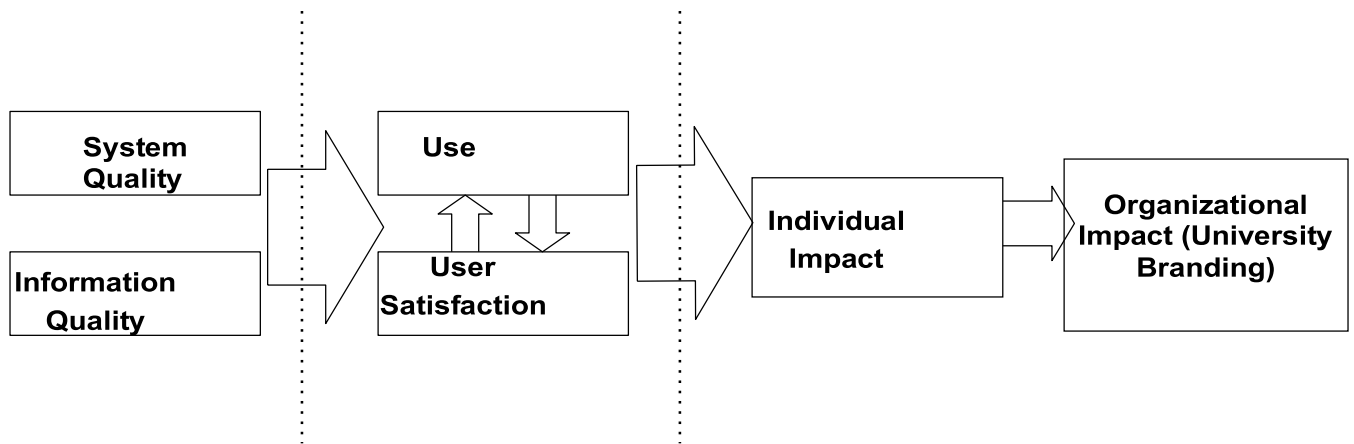 System
Quality
Information
Quality
Use
User
Satisfaction
Individual
Impact
Organizational
Impact (University
Branding)